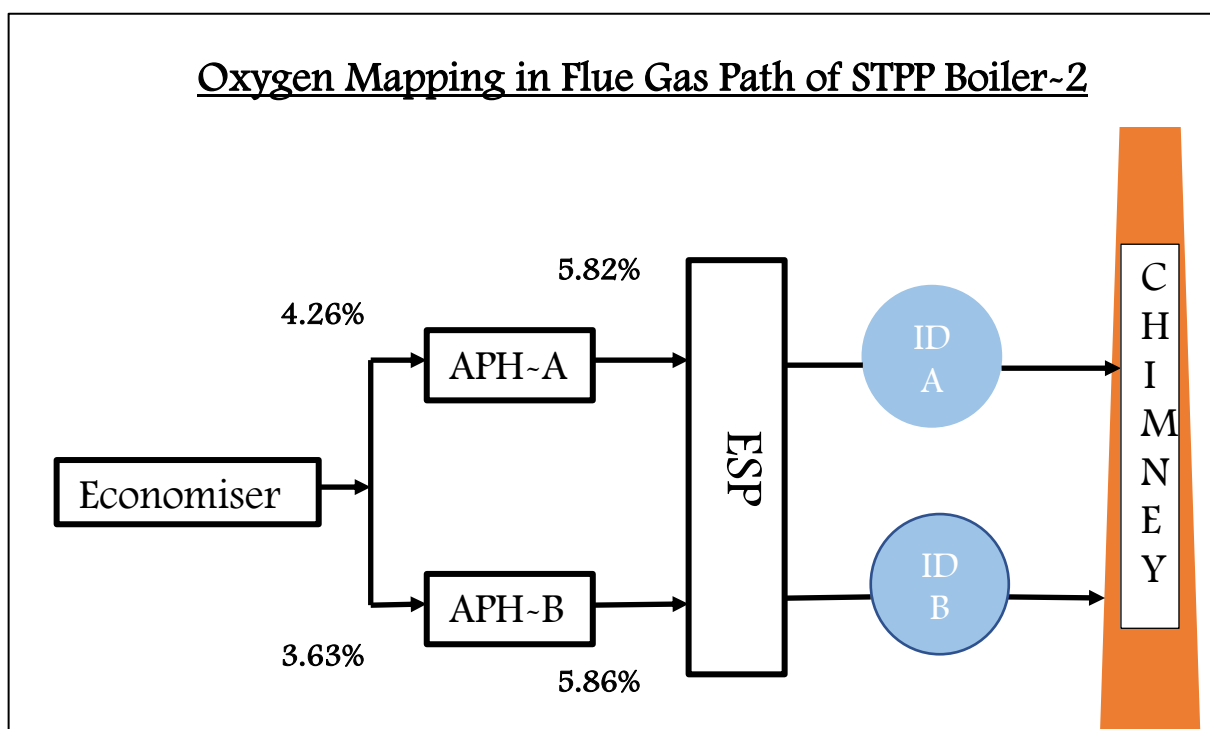 Oxygen Mapping in Flue Gas Path of STPP Boiler-2
5.82%
4.26%
APH-A
Economiser
APH-B
3.63%
5.86%
ESP
ID
A
ID
B
C
H
I
M
N
E
Y